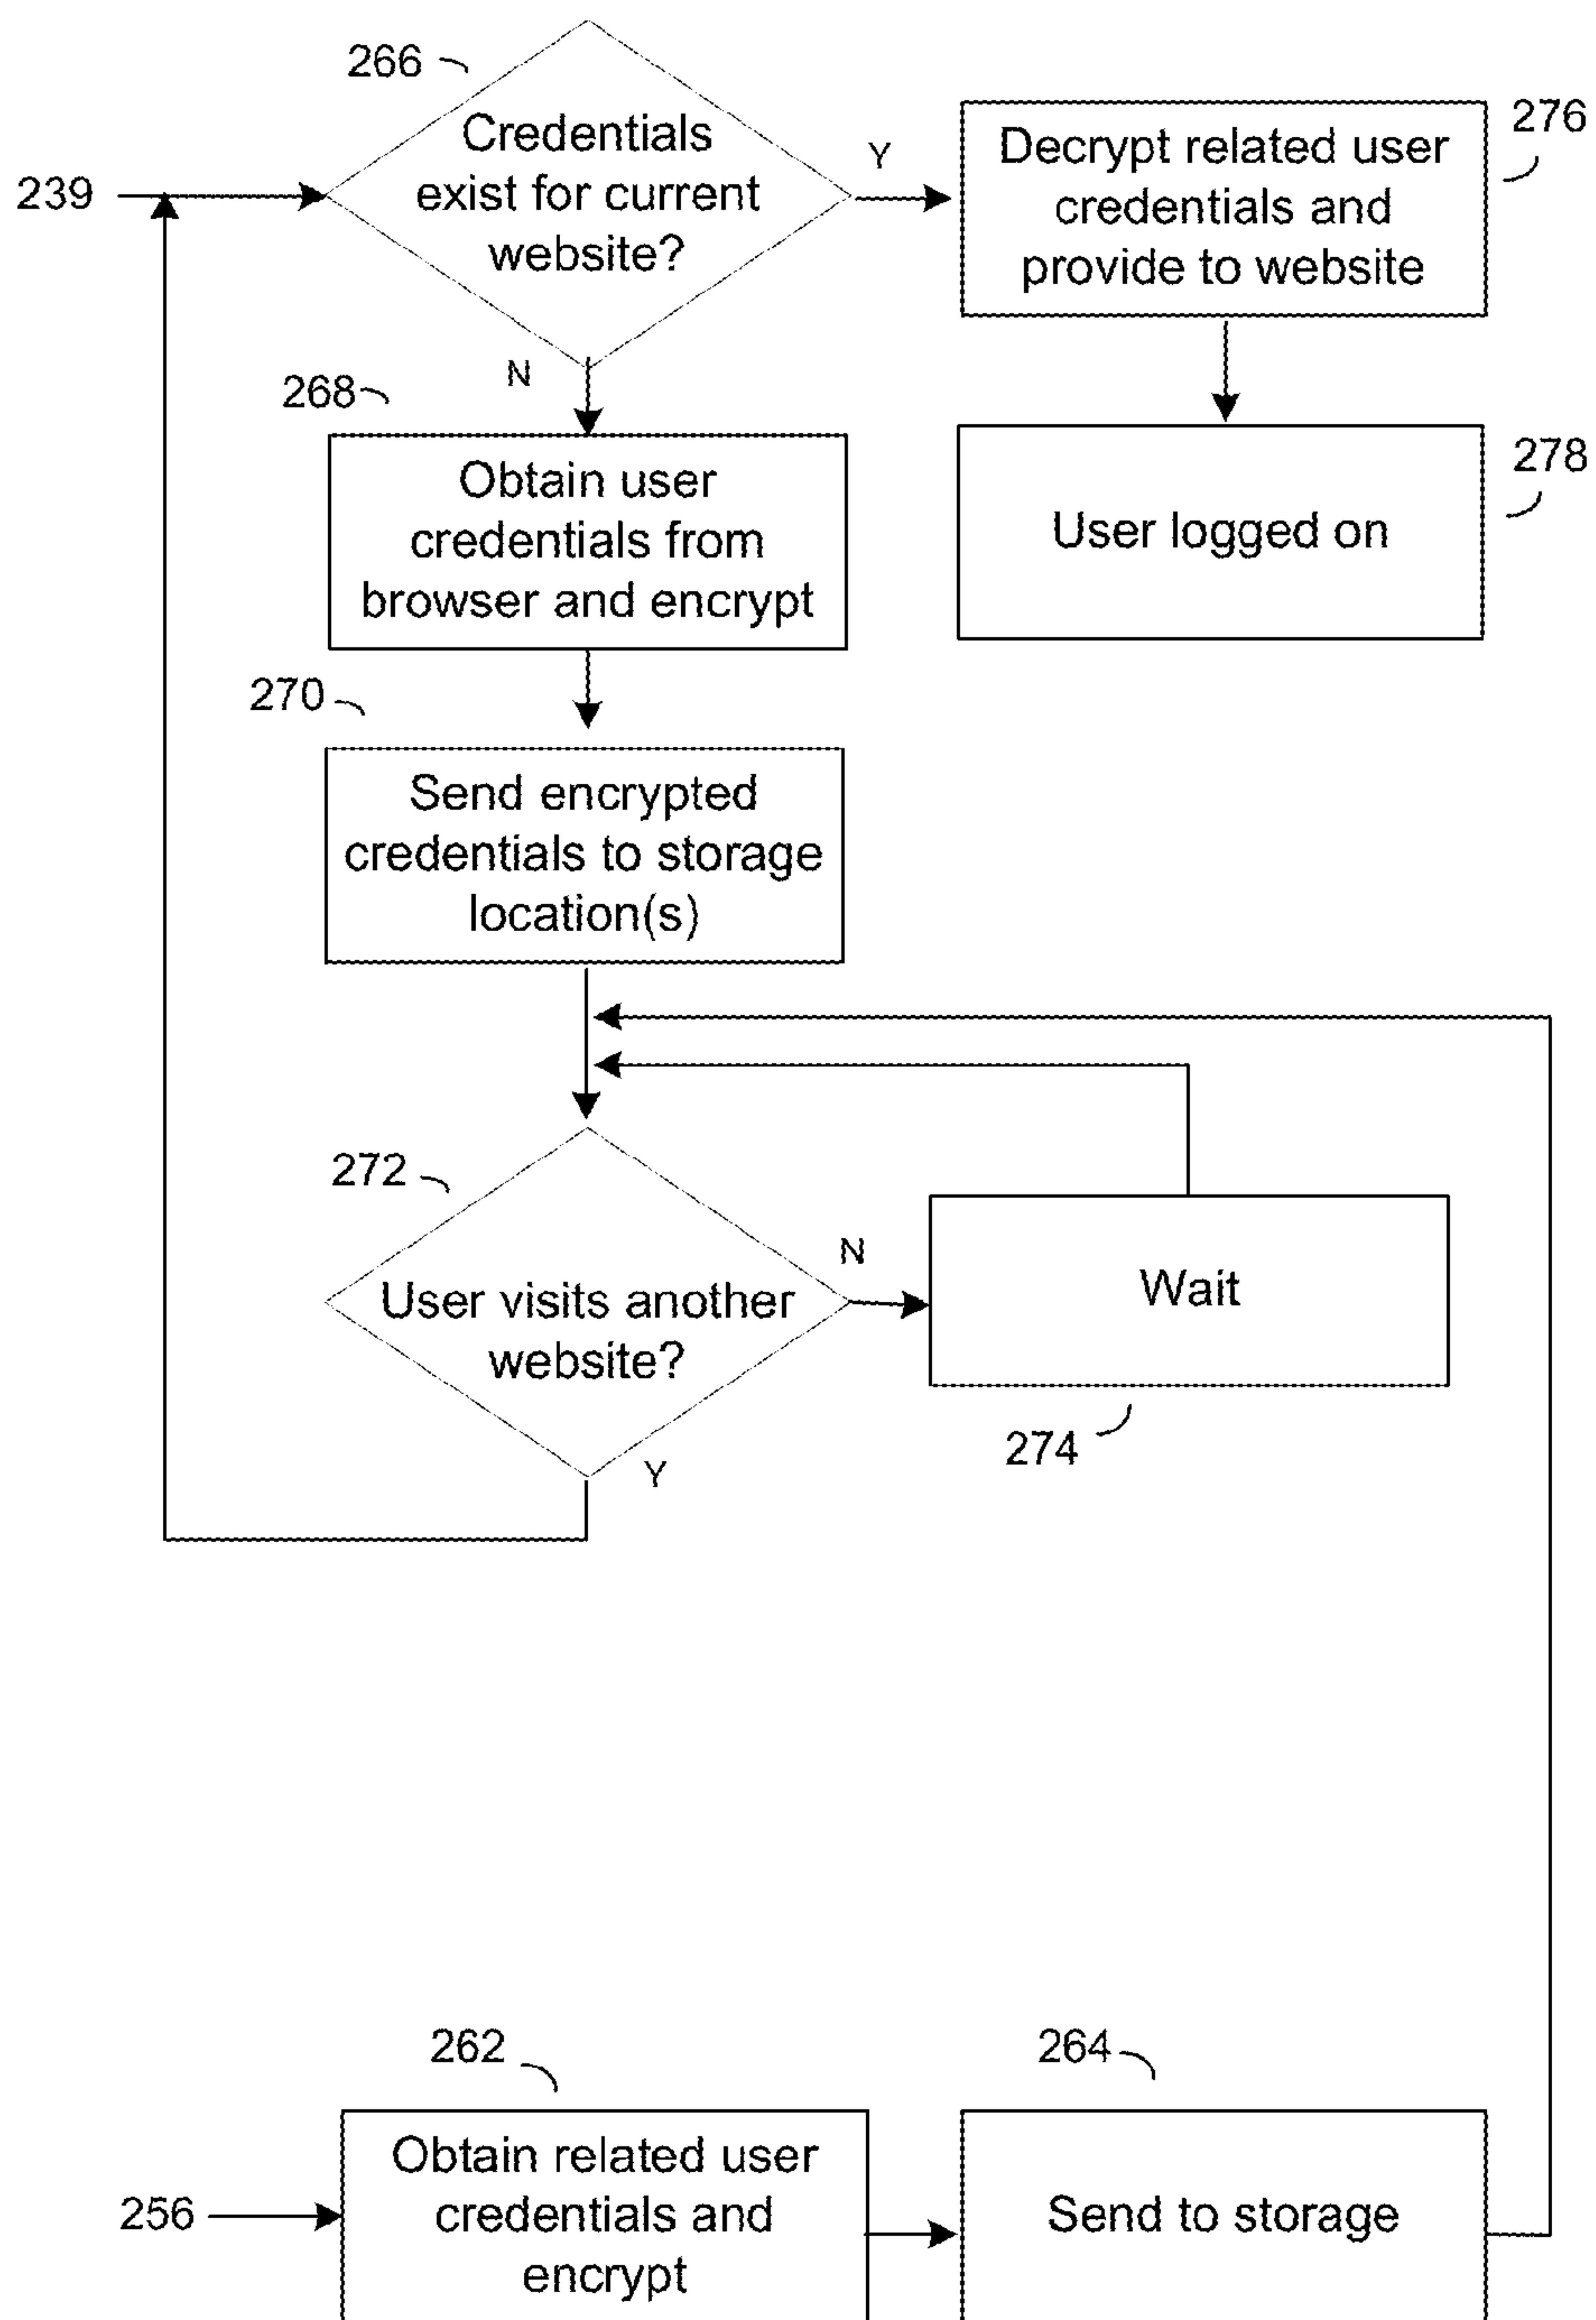 266
Credentials
exist for current
website?
Y
239
Decrypt related user
credentials and
provide to website
276
N
268
Obtain user
credentials from
browser and encrypt
User logged on
278
270
Send encrypted
credentials to storage
location(s)
272
User visits another
website?
N
Wait
274
Y
262
264
256
Obtain related user
credentials and
encrypt
Send to storage